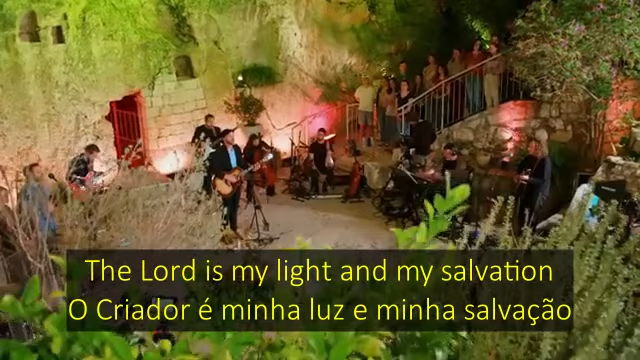 The Lord is my light and my salvation
O Criador é minha luz e minha salvação